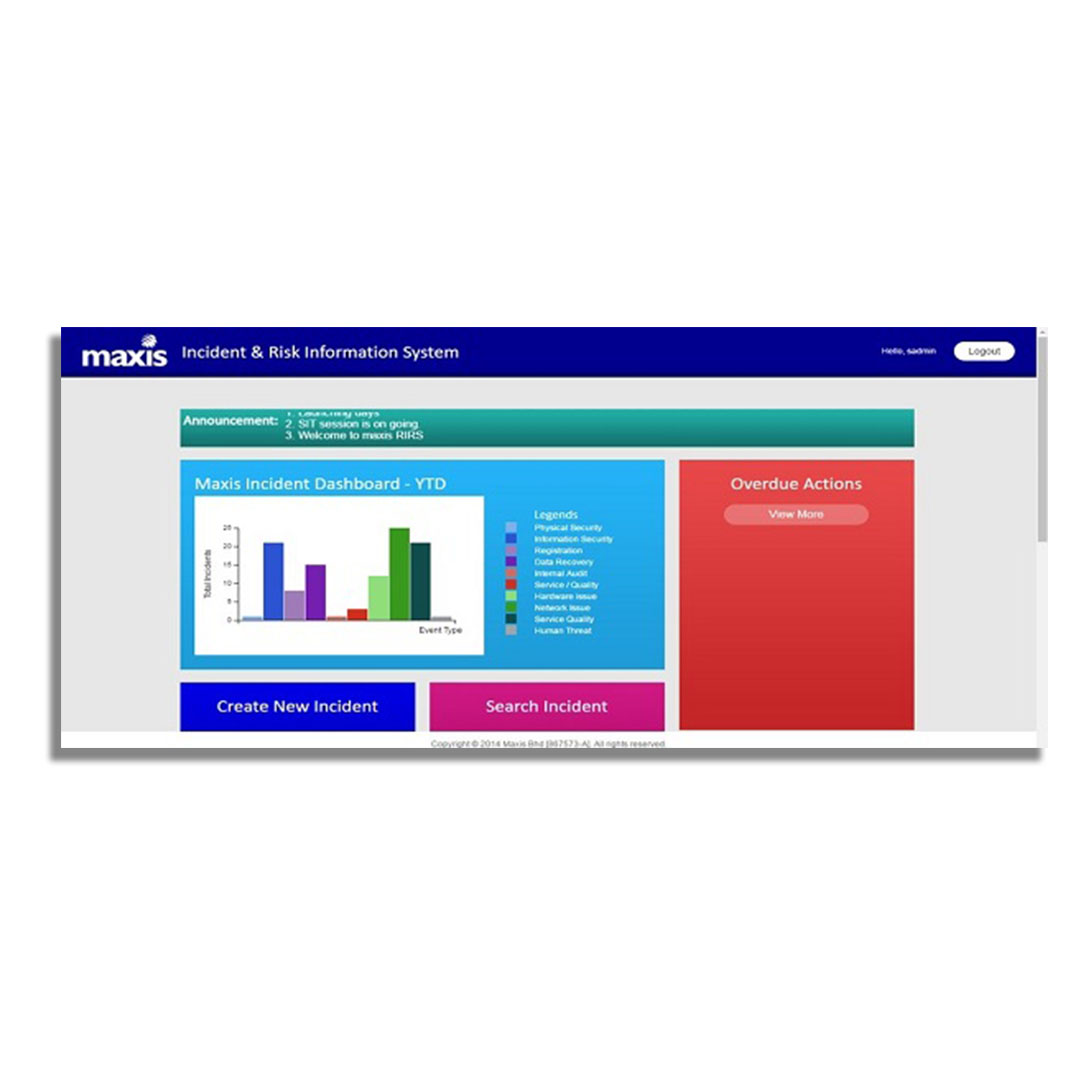 maxis
Incident & Risk Information System
Hello, sadmin
Logout
Announcement:
1. Launching days
2. SIT session is on going
3. Welcome to maxis RIRS
Maxis Incident Dashboard - YTD
25
20
15
10
5
0
Total Incidents
Event Type
Legends
Physical Security
Information Security
Registration
Data Recovery
Internal Audit
Service / Quality
Hardware Issue
Network Issue
Service Quality
Human Threat
Overdue Actions
View More
Create New Incident
Search Incident
Copyright © 2014 Maxis Bhd [867573-A]. All rights reserved.